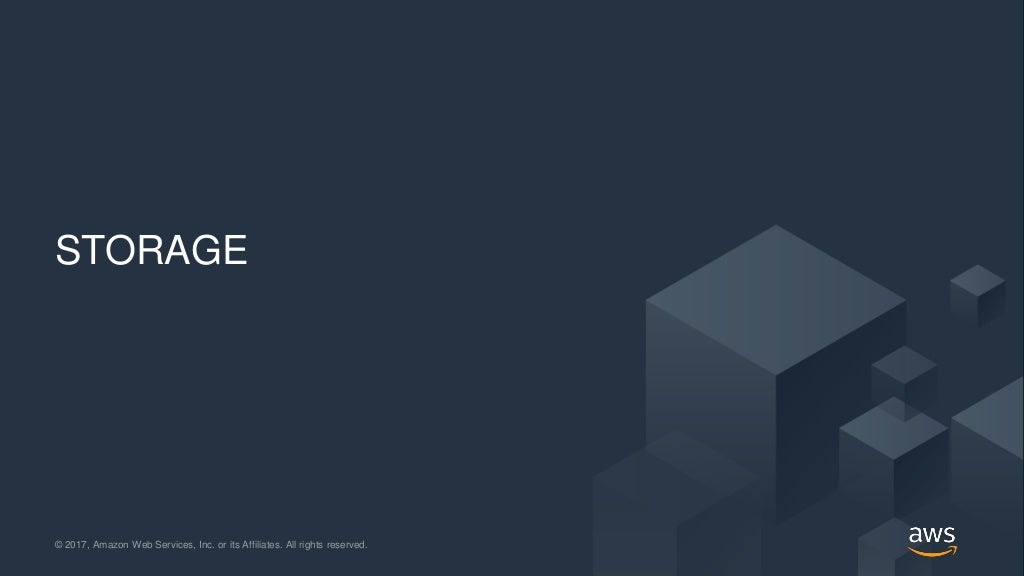 STORAGE
© 2017, Amazon Web Services, Inc. or its Affiliates. All rights reserved.
aws